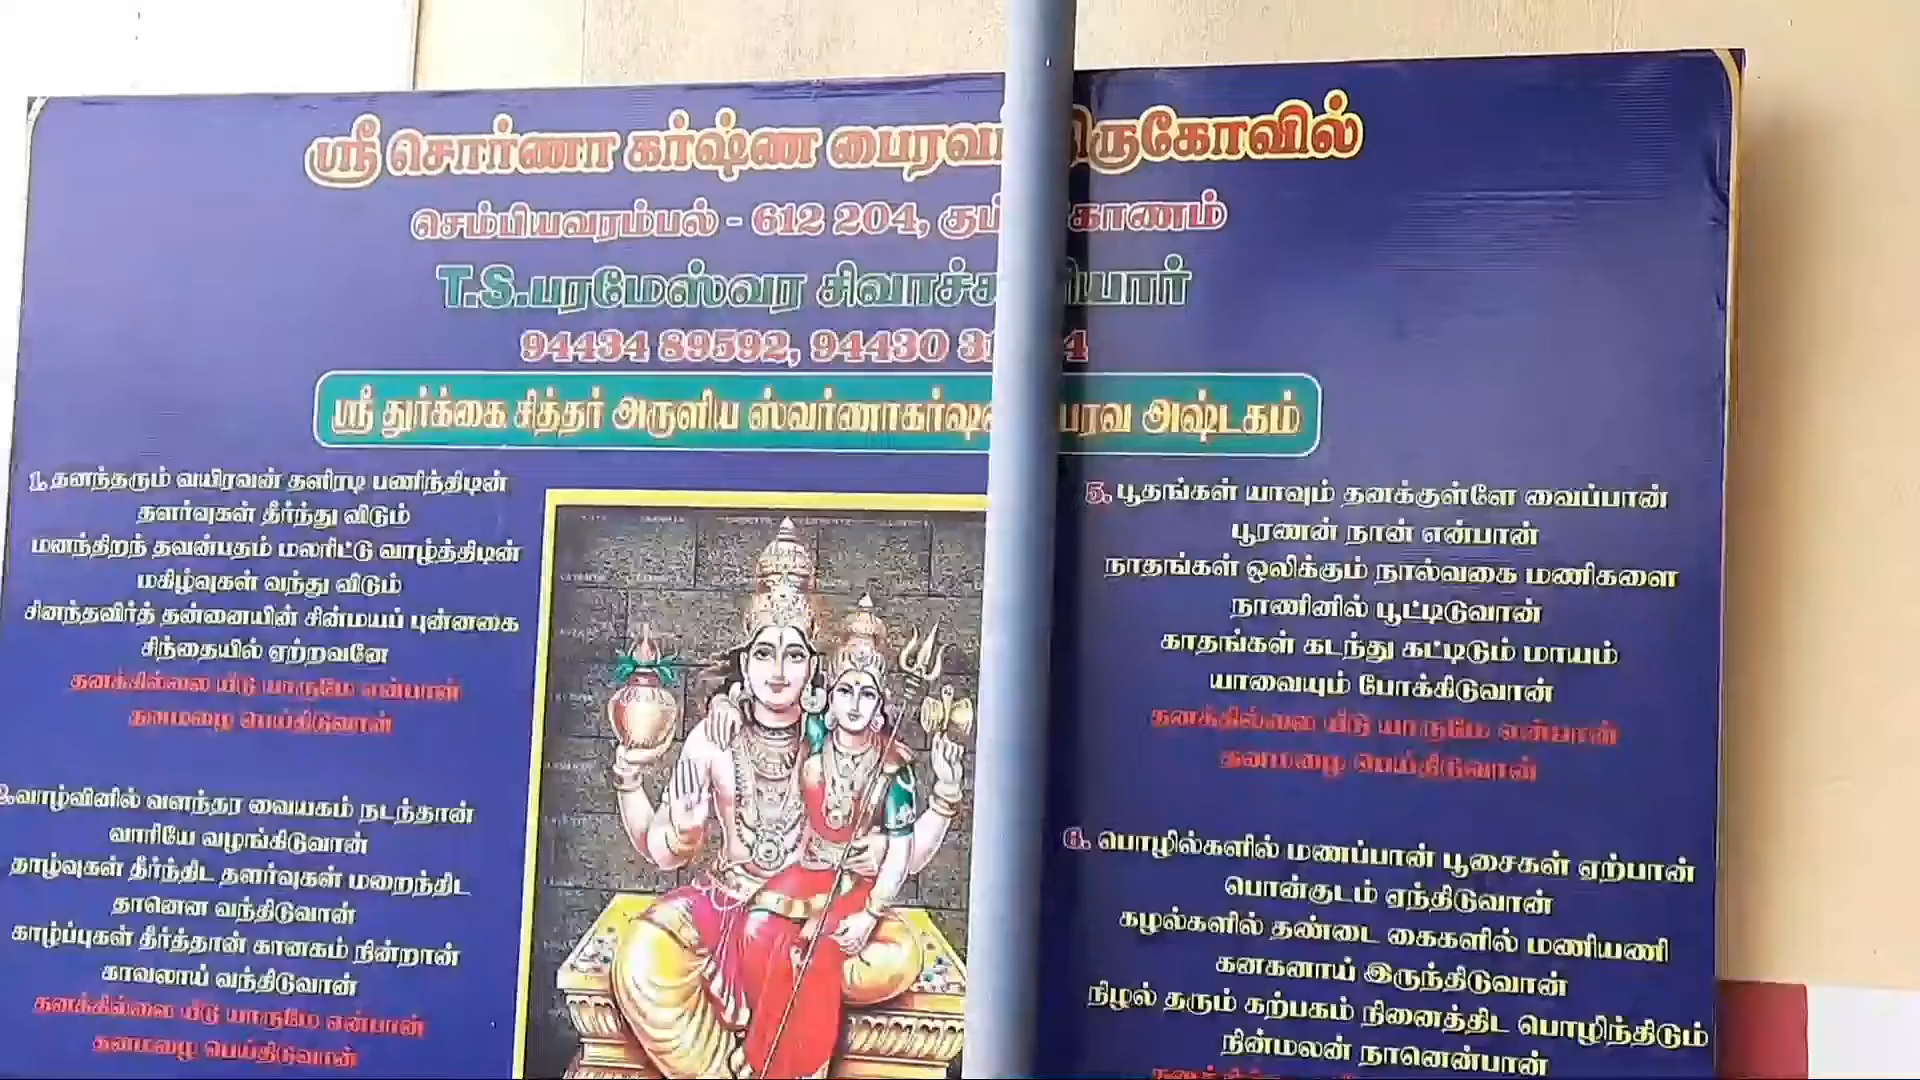 ஸ்ரீ சொர்ணா கர்ஷ்ண பைரவ ருகோவில்
செம்பியவரம்பல் - 612 204, கும் கோணம்
T.S.பரமேஸ்வர சிவாச்ச யார்
94434 89592, 94430 31 4
ஸ்ரீ துர்க்கை சித்தர் அருளிய ஸ்வர்ணாகர்ஷ பரவ அஷ்டகம்
1. தனந்தரும் வயிரவன் தளிரடி பணிந்திடின்
தளர்வுகள் தீர்ந்து விடும்
மனந்திறந் தவன்பதம் மலரிட்டு வாழ்த்திடின்
மகிழ்வுகள் வந்து விடும்
சினந்தவிர்த் தன்னையின் சின்மயப் புன்னகை
சிந்தையில் ஏற்றவனே
தனக்கில்லை யீடு யாருமே என்பான்
தனமழை பெய்திடுவான்
2. வாழ்வினில் வளந்தர வையகம் நடந்தான்
வாரியே வழங்கிடுவான்
தாழ்வுகள் தீர்ந்திட தளர்வுகள் மறைந்திட
தானென வந்திடுவான்
காழ்ப்புகள் தீர்த்தான் கானகம் நின்றான்
காவலாய் வந்திடுவான்
தனக்கில்லை யீடு யாருமே என்பான்
தனமழை பெய்திடுவான்
5. பூதங்கள் யாவும் தனக்குள்ளே வைப்பான்
பூரணன் நான் என்பான்
நாதங்கள் ஒலிக்கும் நால்வகை மணிகளை
நாணினில் பூட்டிடுவான்
காதங்கள் கடந்து கட்டிடும் மாயம்
யாவையும் போக்கிடுவான்
தனக்கில்லை யீடு யாருமே என்பான்
தனமழை பெய்திடுவான்
6. பொழில்களில் மணப்பான் பூசைகள் ஏற்பான்
பொன்குடம் ஏந்திடுவான்
கழல்களில் தண்டை கைகளில் மணியணி
கனகனாய் இருந்திடுவான்
நிழல் தரும் கற்பகம் நினைத்திட பொழிந்திடும்
நின்மலன் நானென்பான்